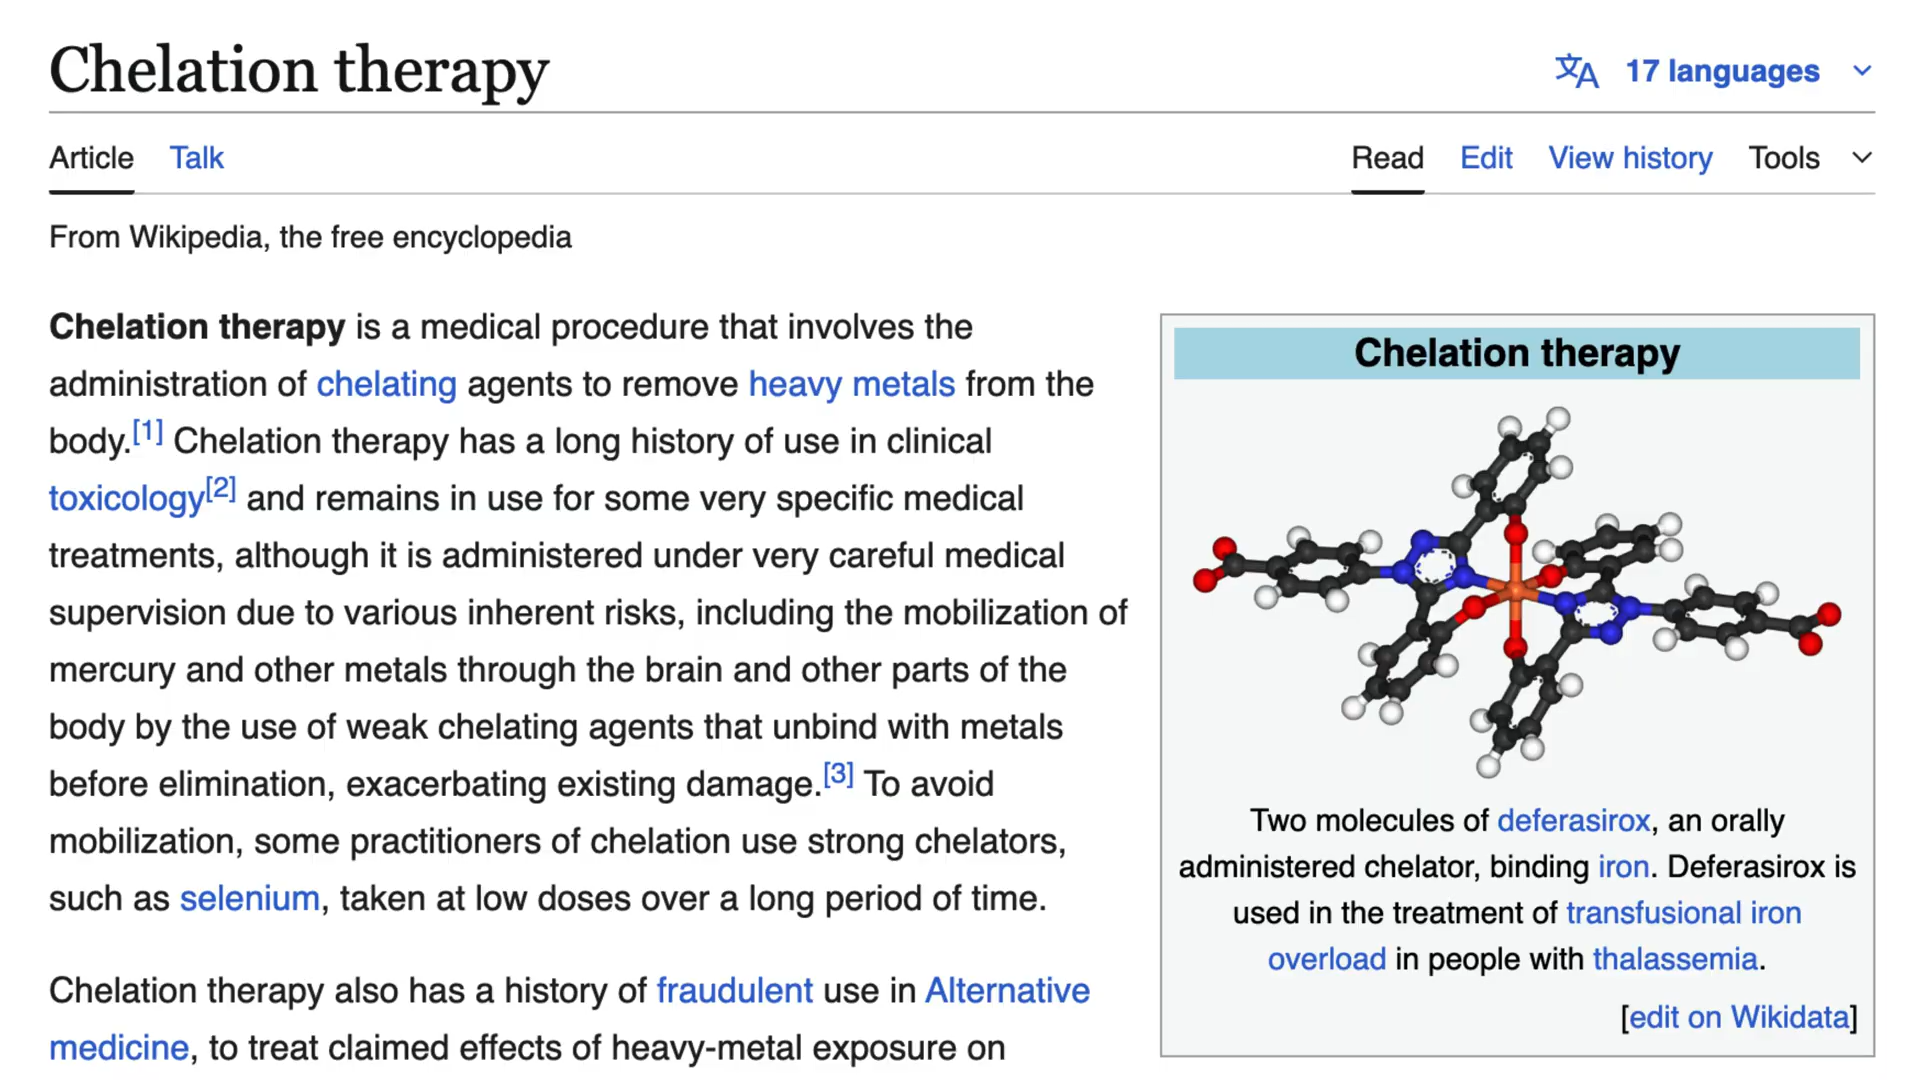 Chelation therapy
17 languages
Article Talk
Read Edit View history Tools
From Wikipedia, the free encyclopedia
Chelation therapy is a medical procedure that involves the
administration of chelating agents to remove heavy metals from the
body.[1] Chelation therapy has a long history of use in clinical
toxicology[2] and remains in use for some very specific medical
treatments, although it is administered under very careful medical
supervision due to various inherent risks, including the mobilization of
mercury and other metals through the brain and other parts of the
body by the use of weak chelating agents that unbind with metals
before elimination, exacerbating existing damage.[3] To avoid
mobilization, some practitioners of chelation use strong chelators,
such as selenium, taken at low doses over a long period of time.
Chelation therapy also has a history of fraudulent use in Alternative
medicine, to treat claimed effects of heavy-metal exposure on
Chelation therapy
Two molecules of deferasirox, an orally
administered chelator, binding iron. Deferasirox is
used in the treatment of transfusional iron
overload in people with thalassemia.
[edit on Wikidata]